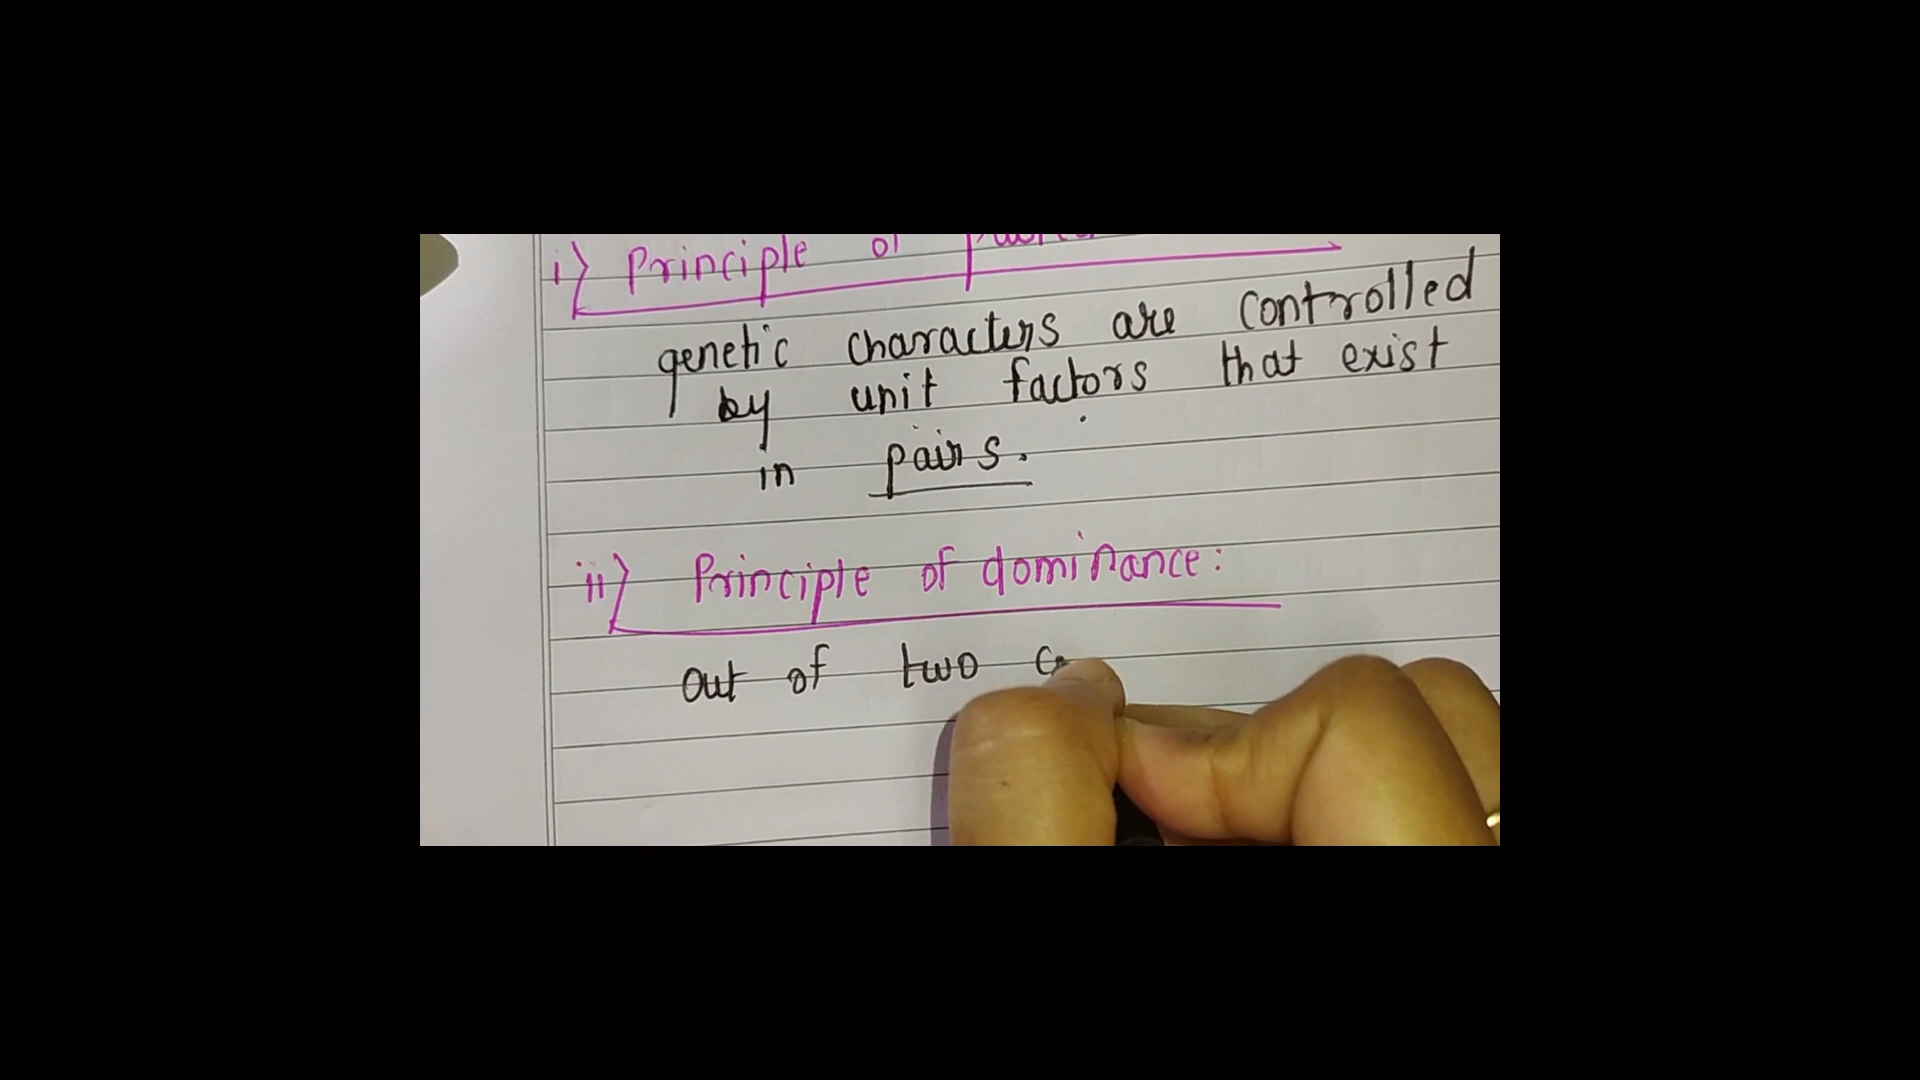 i) Principle of
genetic characters are controlled
by unit factors that exist
in pairs.
ii) Principle of dominance:
out of two